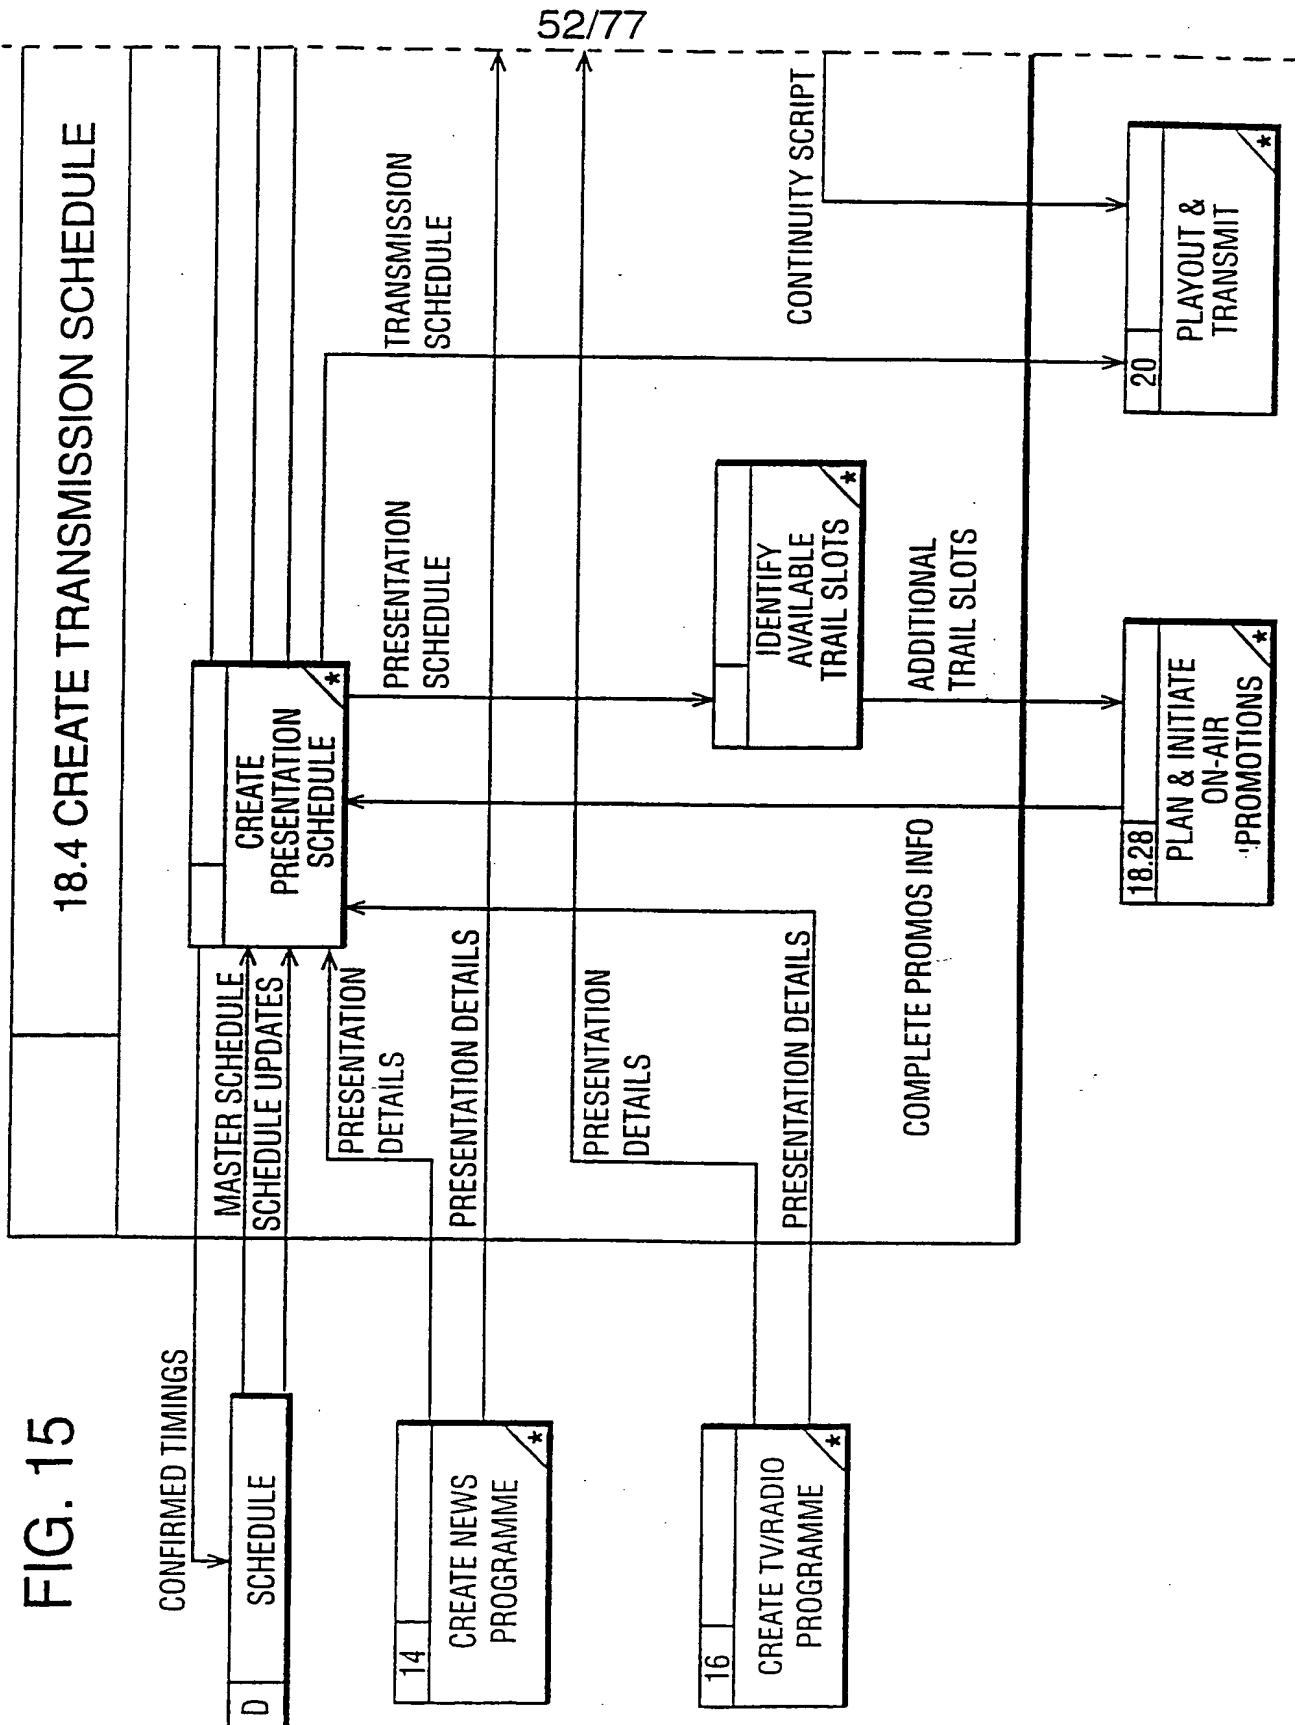 52/77
FIG. 15
18.4 CREATE TRANSMISSION SCHEDULE
CONFIRMED TIMINGS
D
SCHEDULE
MASTER SCHEDULE
SCHEDULE UPDATES
CREATE
PRESENTATION
SCHEDULE
*
14
CREATE NEWS
PROGRAMME
*
PRESENTATION
DETAILS
PRESENTATION DETAILS
PRESENTATION
SCHEDULE
TRANSMISSION
SCHEDULE
16
CREATE TV/RADIO
PROGRAMME
*
PRESENTATION
DETAILS
PRESENTATION DETAILS
IDENTIFY
AVAILABLE
TRAIL SLOTS
*
CONTINUITY SCRIPT
COMPLETE PROMOS INFO
ADDITIONAL
TRAIL SLOTS
18.28
PLAN & INITIATE
ON-AIR
PROMOTIONS
*
20
PLAYOUT &
TRANSMIT
*